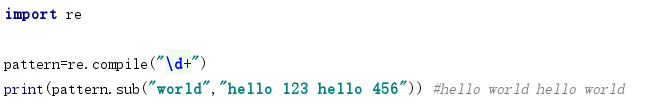 import re
pattern=re.compile("\d+")
print(pattern.sub("world","hello 123 hello 456")) #hello world hello world